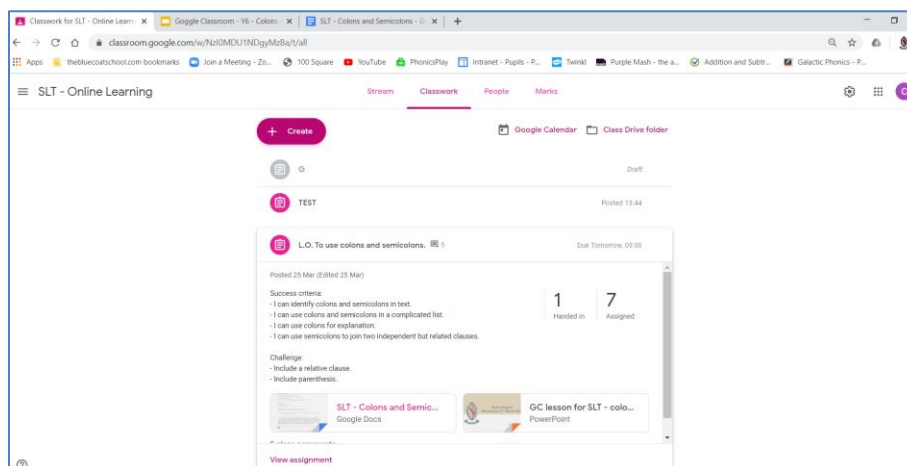 Classwork for SLT - Online Learn
Goggle Classroom - Y6 - Colons
SLT - Colons and Semicolons - G
classroom.google.com/w/NzI0MDU1NDgyMzBa/t/all
Apps
thebluecoatschool.com bookmarks
Join a Meeting - Zo...
100 Square
YouTube
PhonicsPlay
Intranet - Pupils - P...
Twinkl
Purple Mash - the a...
Addition and Subtr...
Galactic Phonics - P...
SLT - Online Learning
Stream
Classwork
People
Marks
C
+ Create
Google Calendar
Class Drive folder
G
Draft
TEST
Posted 13:44
L.O. To use colons and semicolons.
5
Due Tomorrow, 09:00
Posted 25 Mar (Edited 25 Mar)
Success criteria:
- I can identify colons and semicolons in text.
- I can use colons and semicolons in a complicated list.
- I can use colons for explanation.
- I can use semicolons to join two independent but related clauses.
1
Handed in
7
Assigned
Challenge:
- Include a relative clause.
- Include parenthesis.
SLT - Colons and Semic...
Google Docs
GC lesson for SLT - colo...
PowerPoint
5 class comments
View assignment